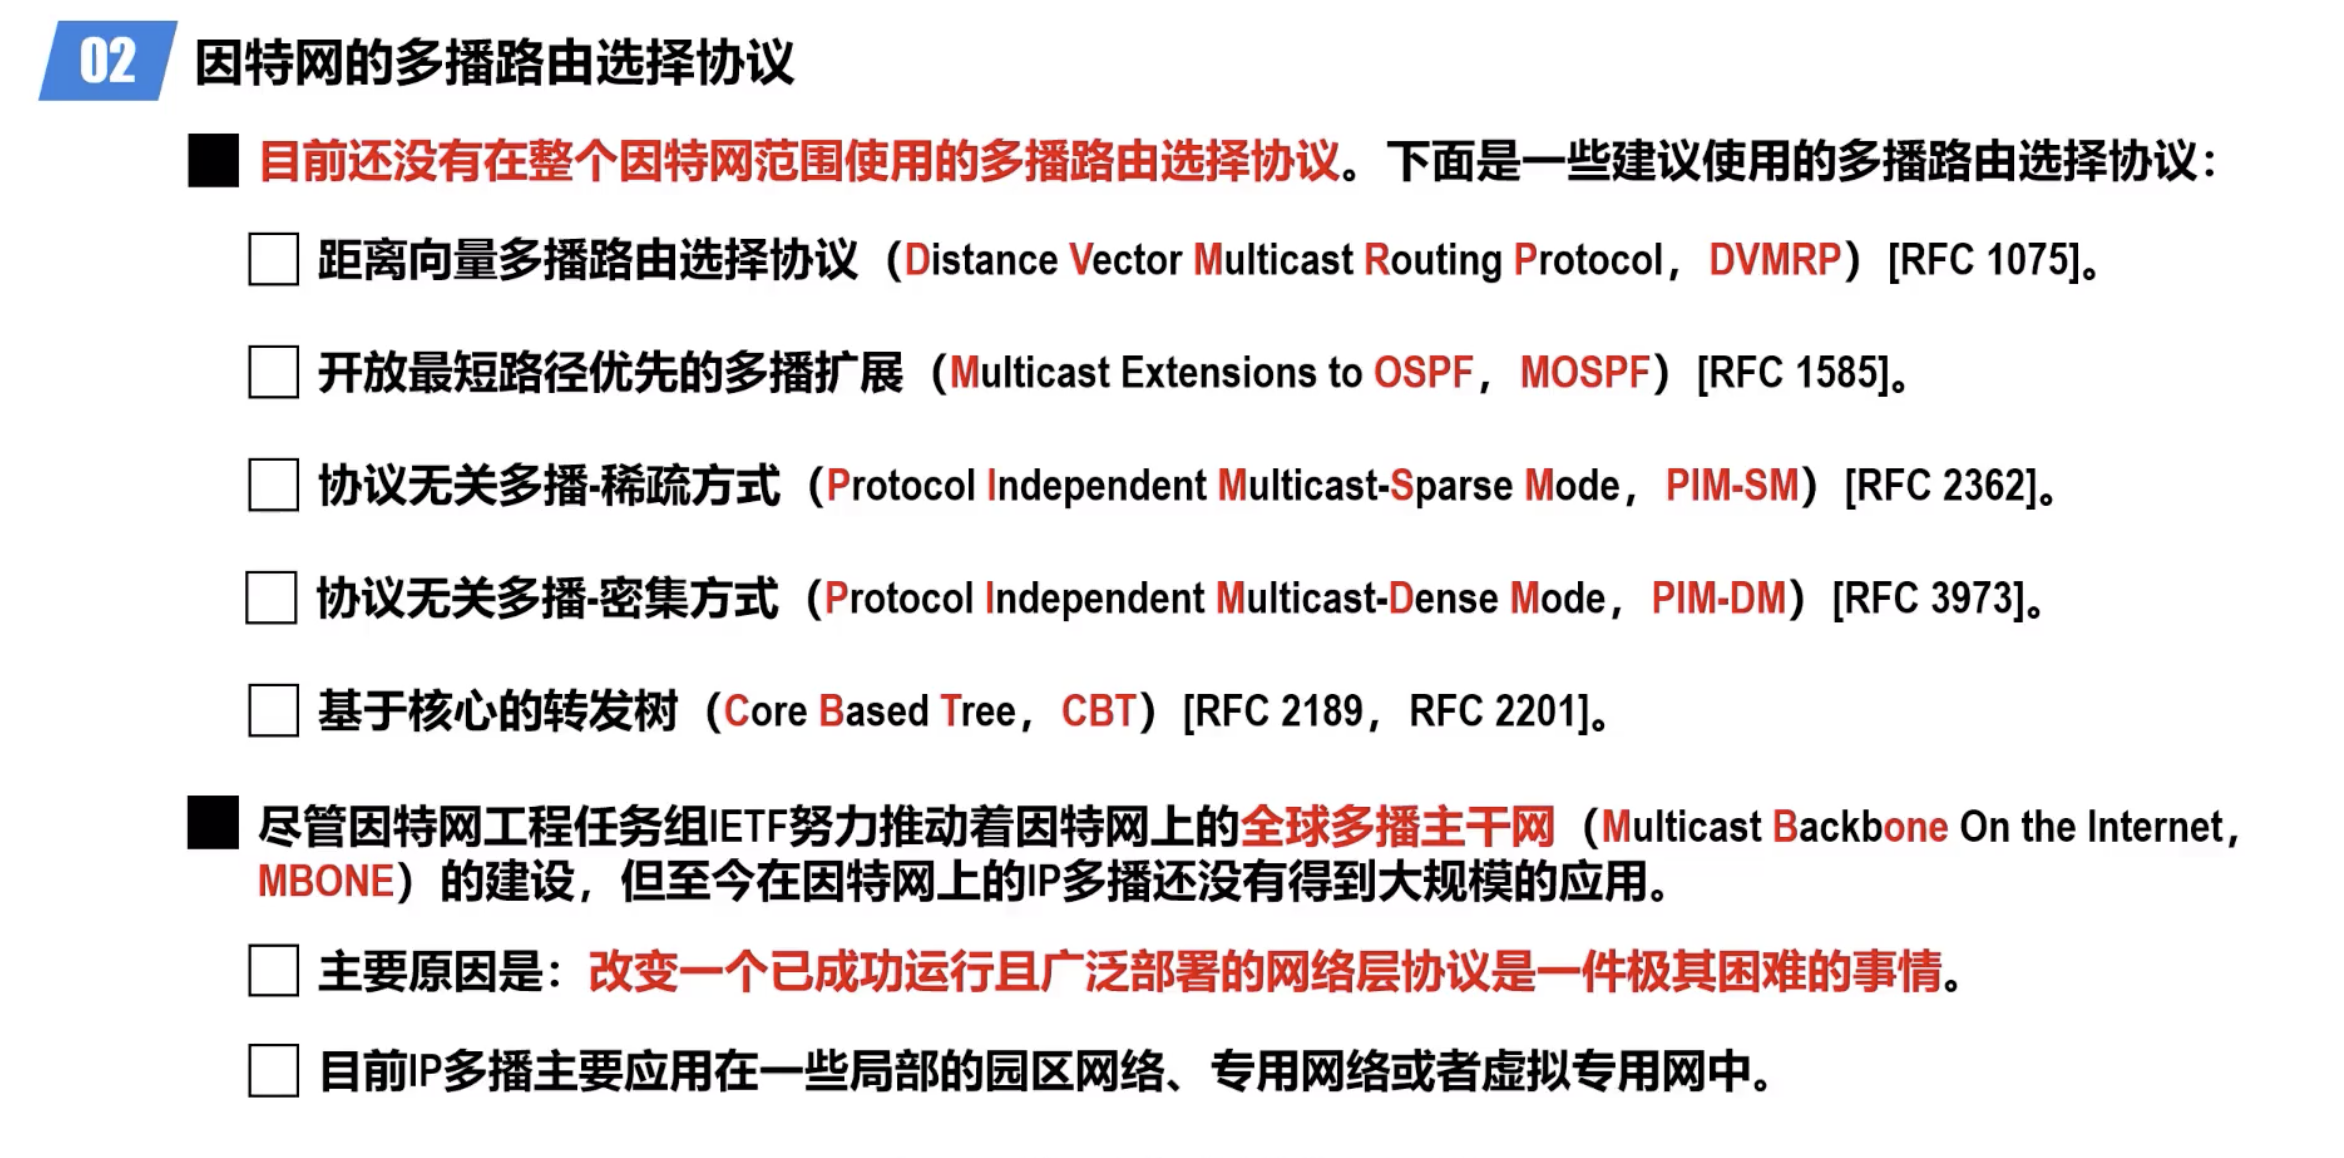 02 因特网的多播路由选择协议
目前还没有在整个因特网范围使用的多播路由选择协议。下面是一些建议使用的多播路由选择协议：
距离向量多播路由选择协议（Distance Vector Multicast Routing Protocol，DVMRP）[RFC 1075]。
开放最短路径优先的多播扩展（Multicast Extensions to OSPF，MOSPF）[RFC 1585]。
协议无关多播-稀疏方式（Protocol Independent Multicast-Sparse Mode，PIM-SM）[RFC 2362]。
协议无关多播-密集方式（Protocol Independent Multicast-Dense Mode，PIM-DM）[RFC 3973]。
基于核心的转发树（Core Based Tree，CBT）[RFC 2189，RFC 2201]。
尽管因特网工程任务组IETF努力推动着因特网上的全球多播主干网（Multicast Backbone On the Internet，
MBONE）的建设，但至今在因特网上的IP多播还没有得到大规模的应用。
主要原因是：改变一个已成功运行且广泛部署的网络层协议是一件极其困难的事情。
目前IP多播主要应用在一些局部的园区网络、专用网络或者虚拟专用网中。